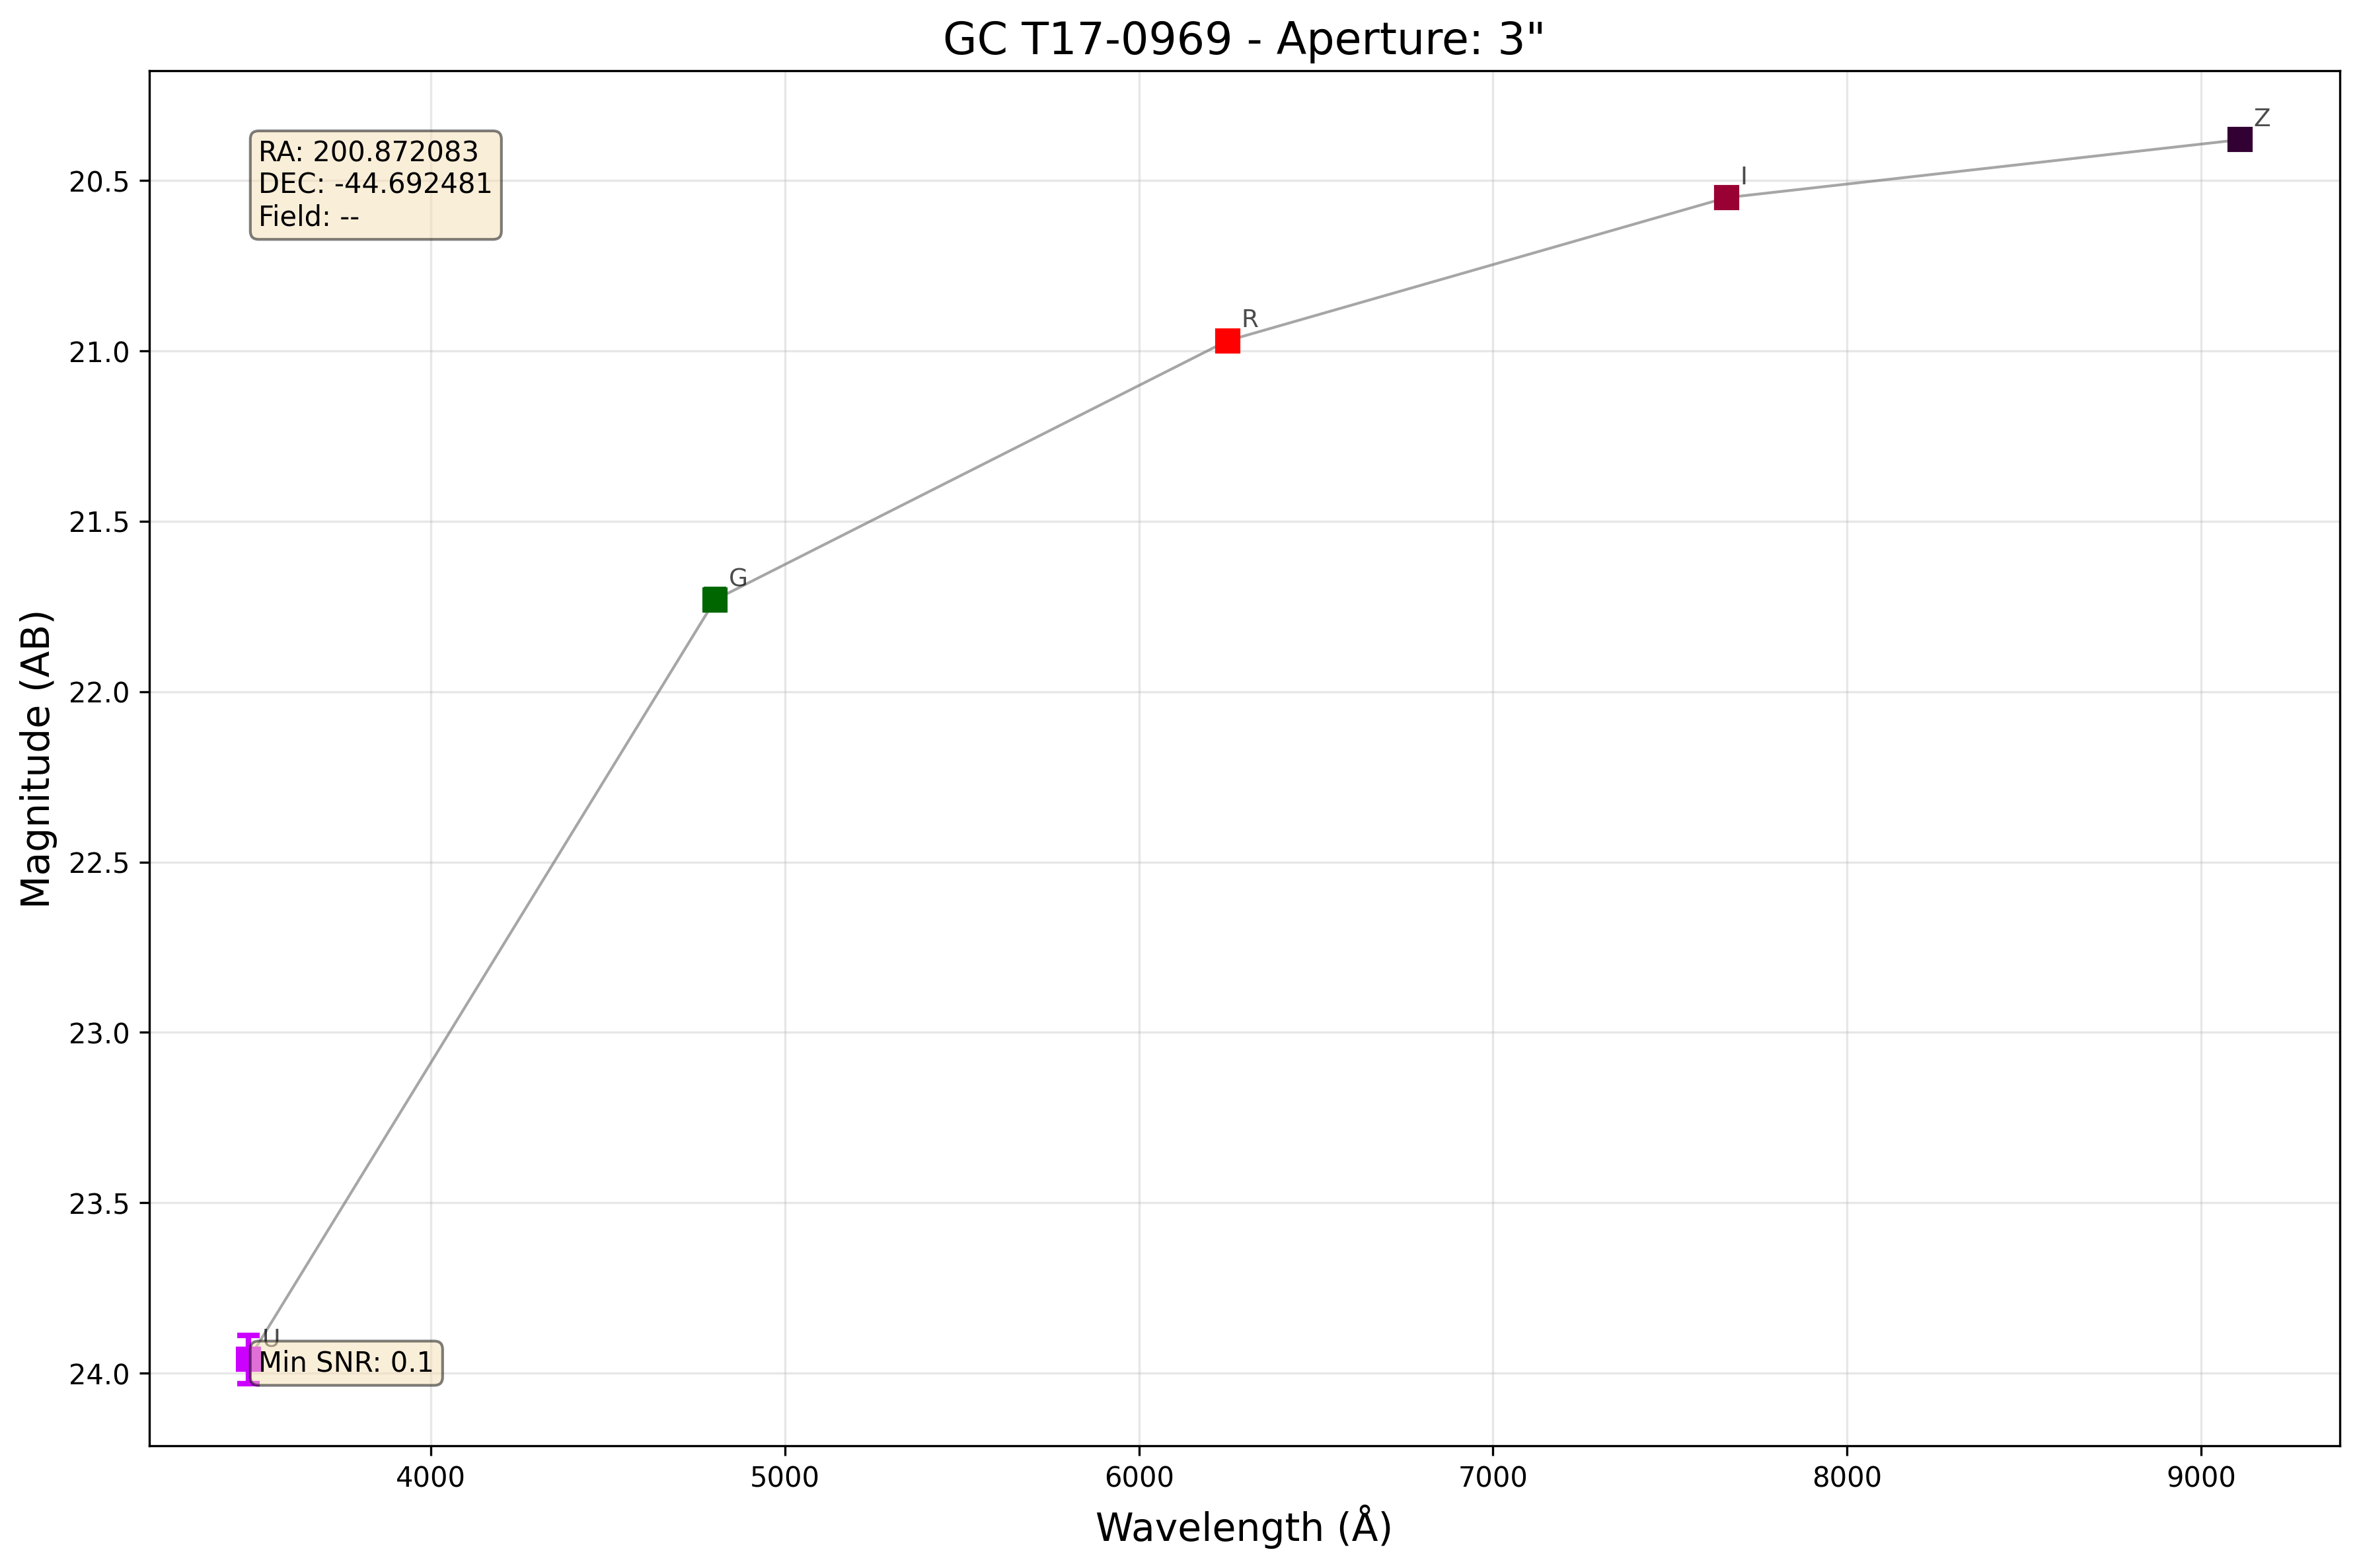 GC T17-0969 - Aperture: 3"
RA: 200.872083
DEC: -44.692481
Field: --
Z
I
R
G
U
Min SNR: 0.1
20.5
21.0
21.5
22.0
22.5
23.0
23.5
24.0
Magnitude (AB)
4000
5000
6000
7000
8000
9000
Wavelength (Å)